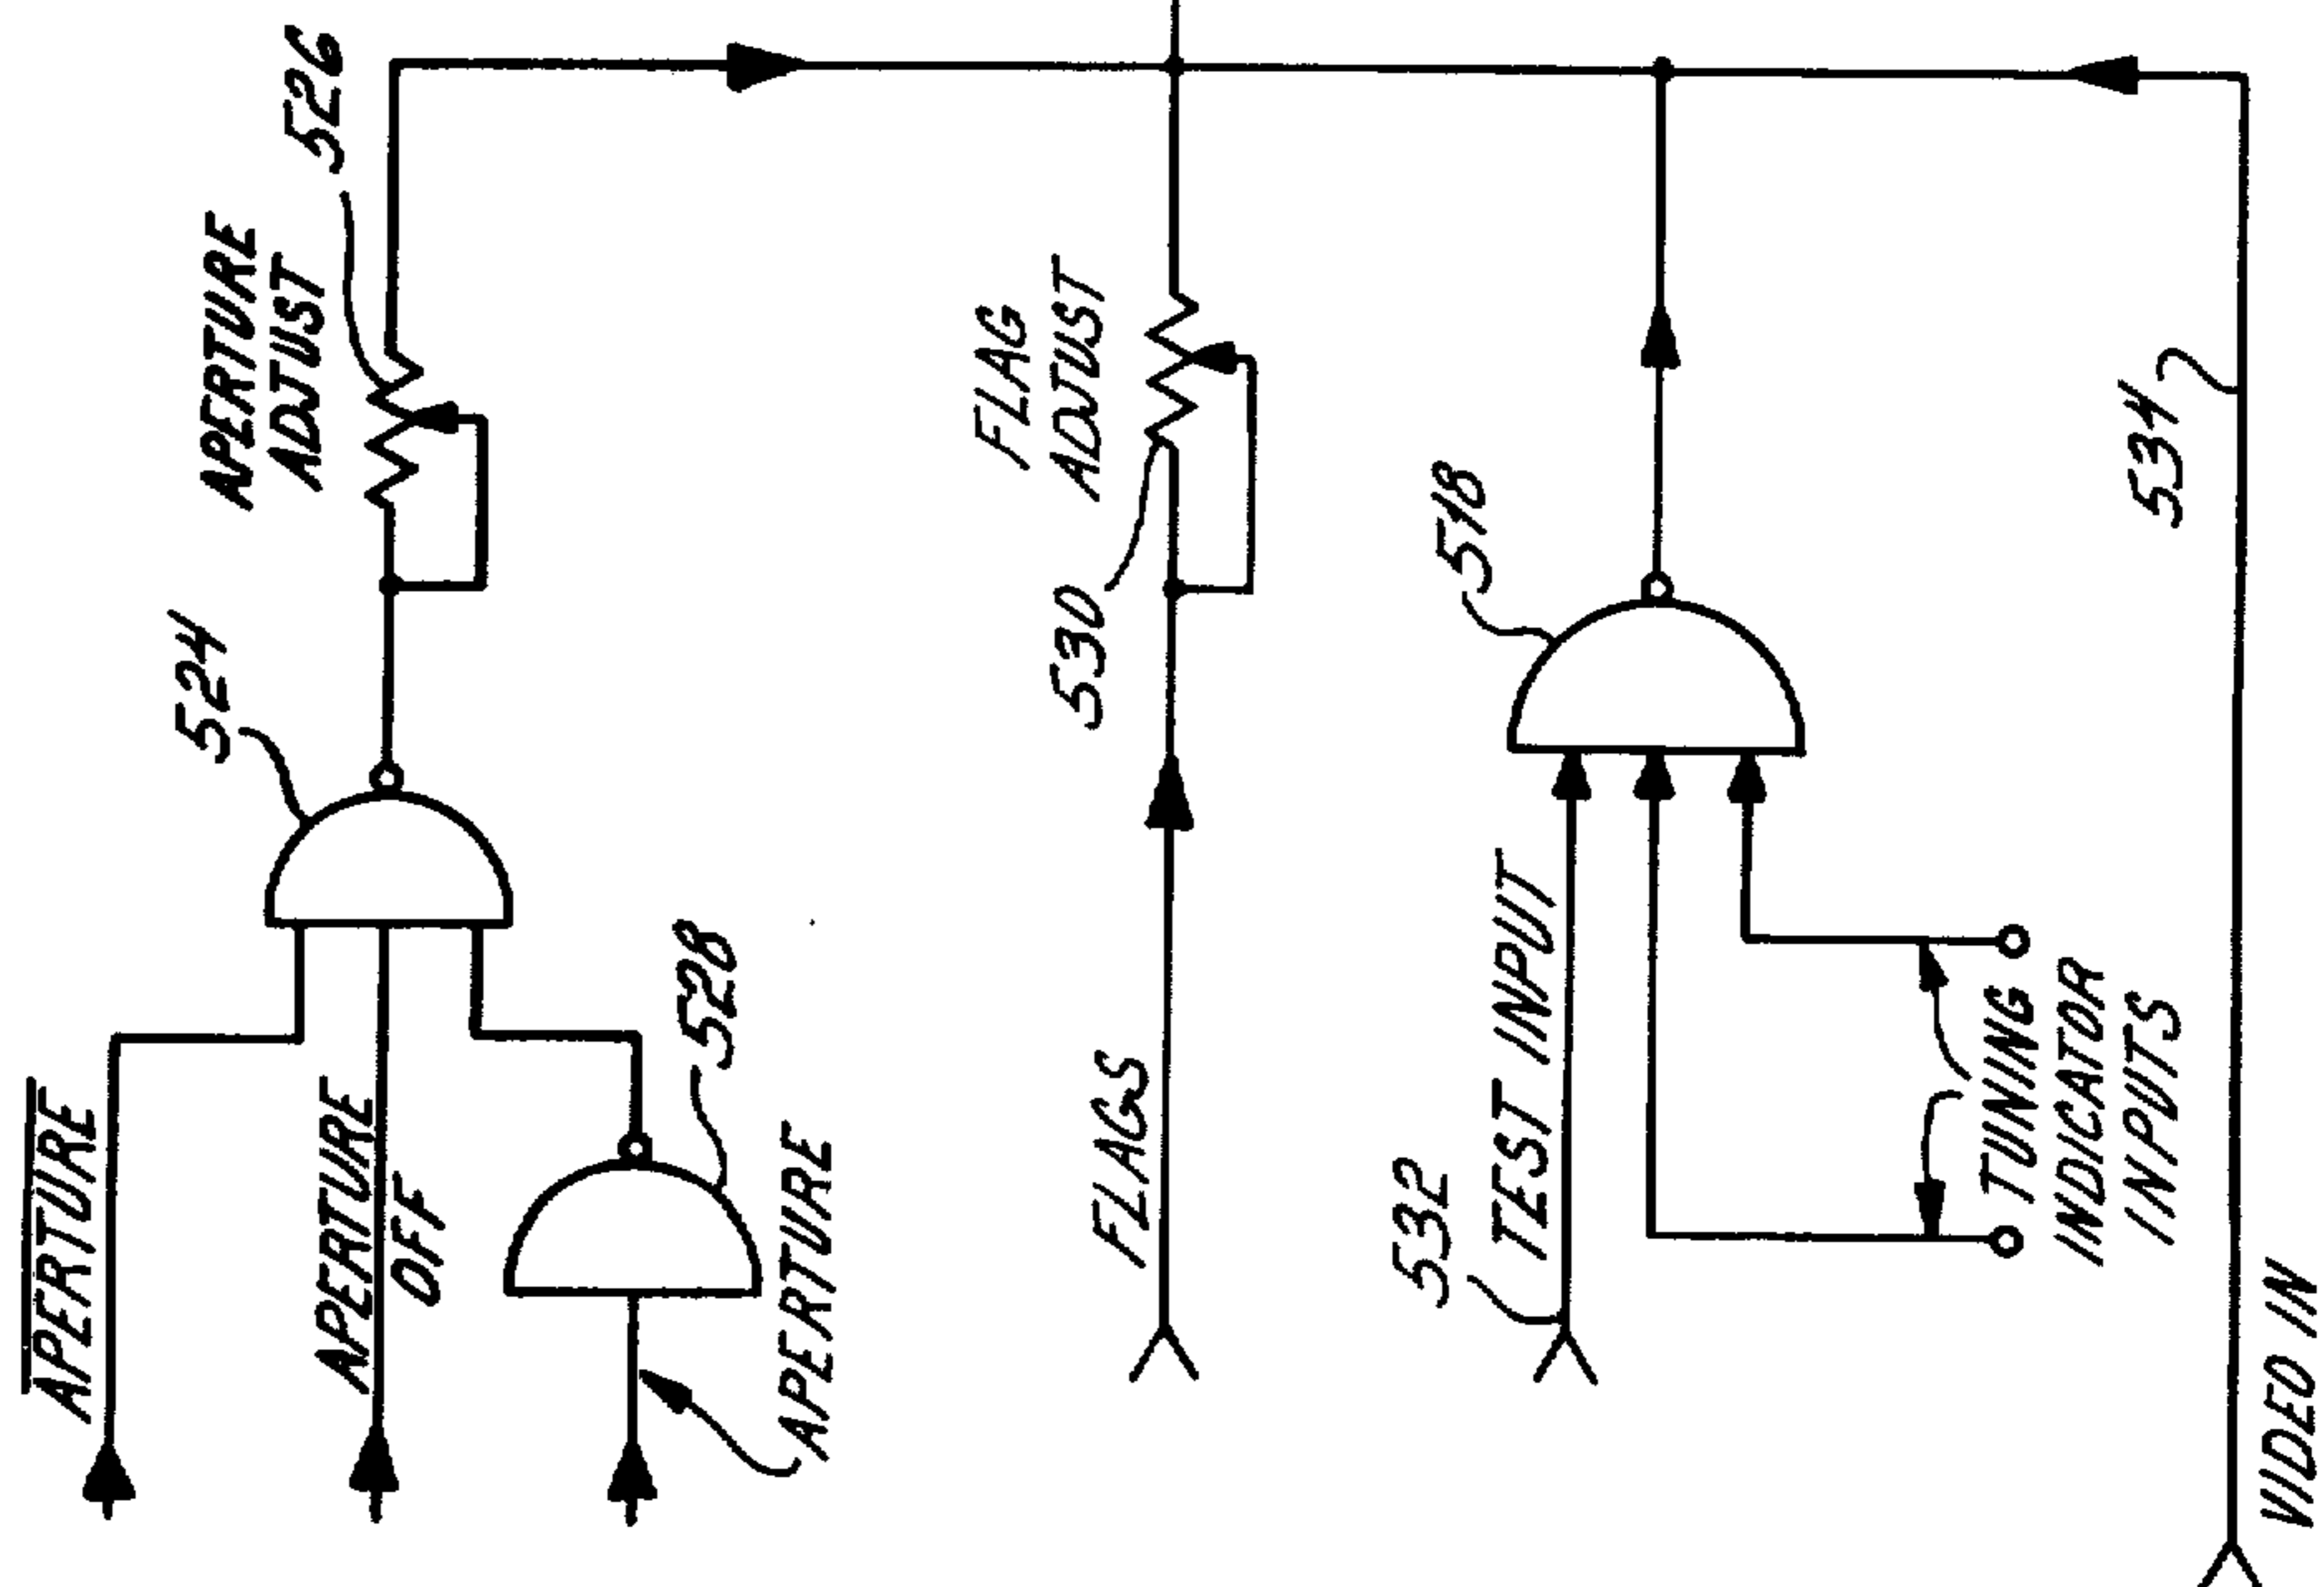 APERTURE
APERTURE
OFF
528
APERTURE
524
APERTURE
ADJUST
526
FLAGS
530
FLAG
ADJUST
532
TEST INPUT
518
TUNING
INDICATOR
INPUTS
534
VIDEO IN